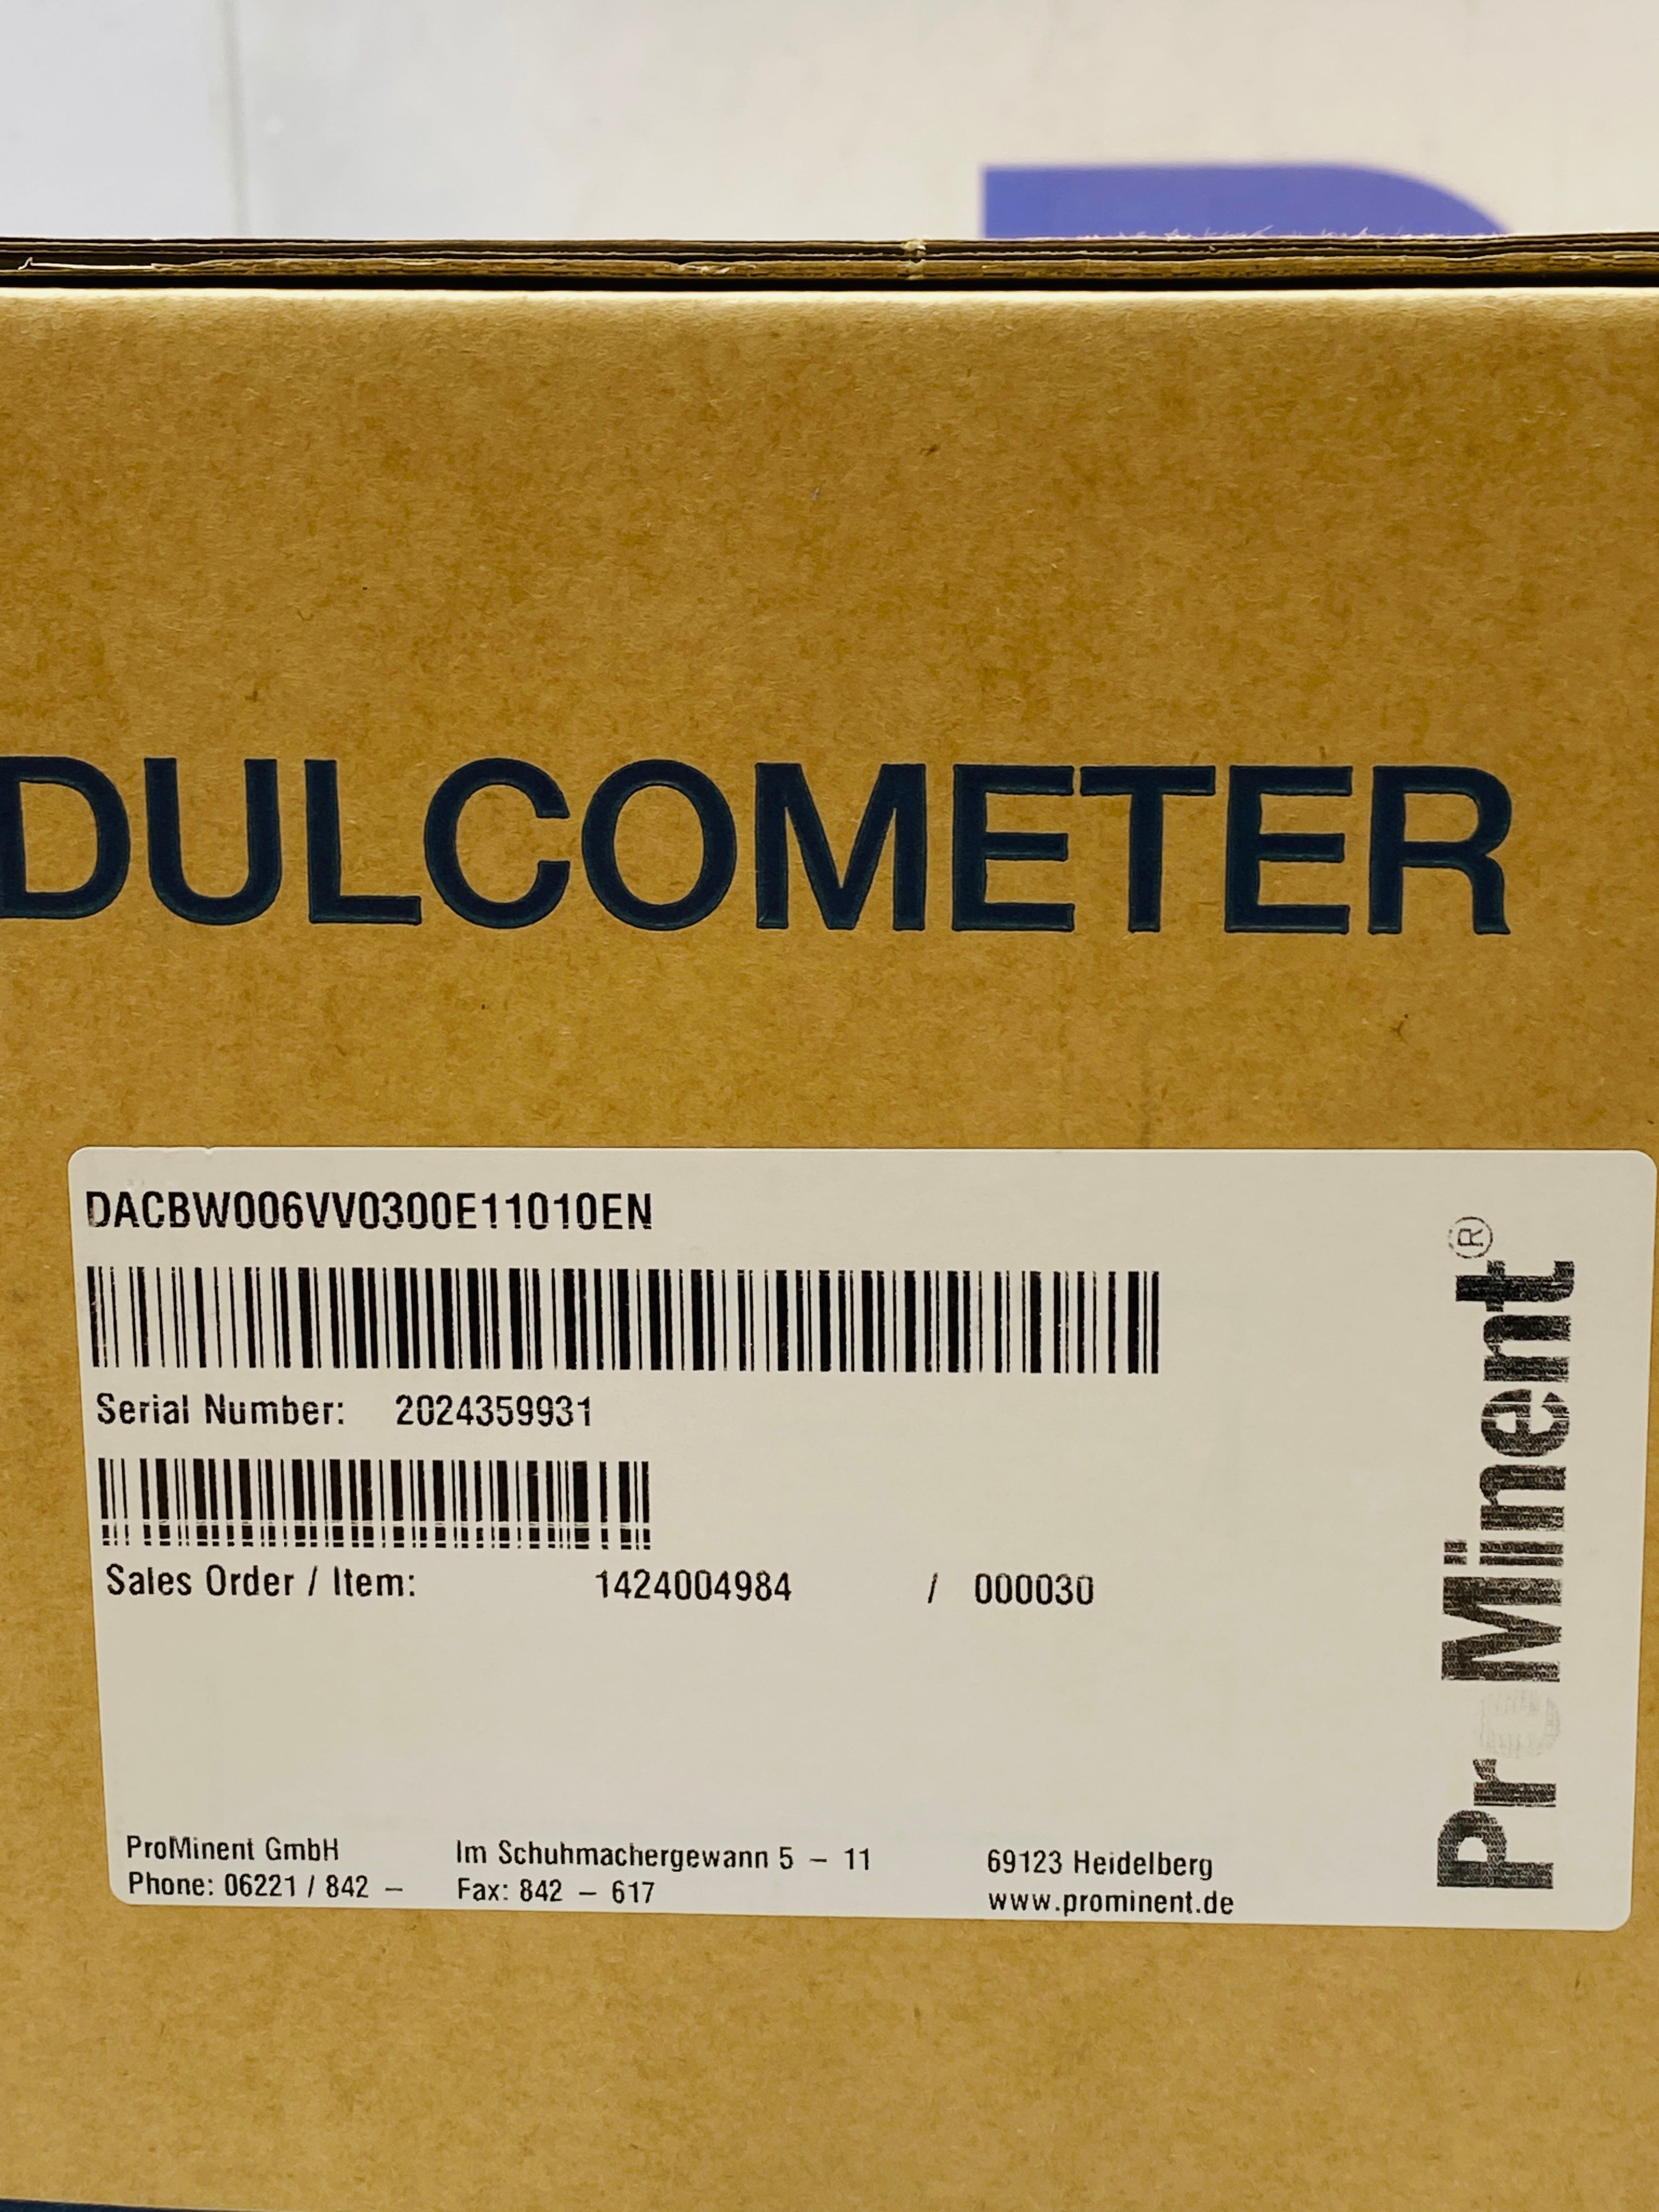 DULCOMETER
DACBW006VV0300E11010EN
Serial Number: 2024359931
Sales Order / Item: 1424004984 / 000030
ProMinent®
ProMinent GmbH Im Schuhmachergewann 5 – 11 69123 Heidelberg
Phone: 06221 / 842 – Fax: 842 – 617 www.prominent.de